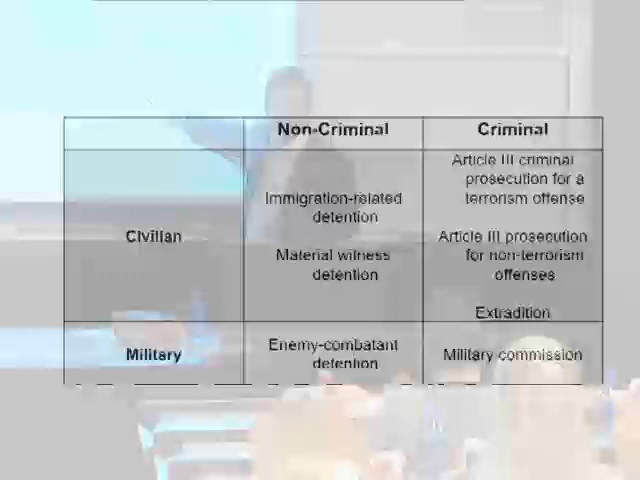 Non-Criminal Criminal
Article III criminal
prosecution for a
terrorism offense
Immigration-related
detention
Civilian
Article III prosecution
for non-terrorism
offenses
Material witness
detention
Extradition
Military
Enemy-combatant
detention
Military commission